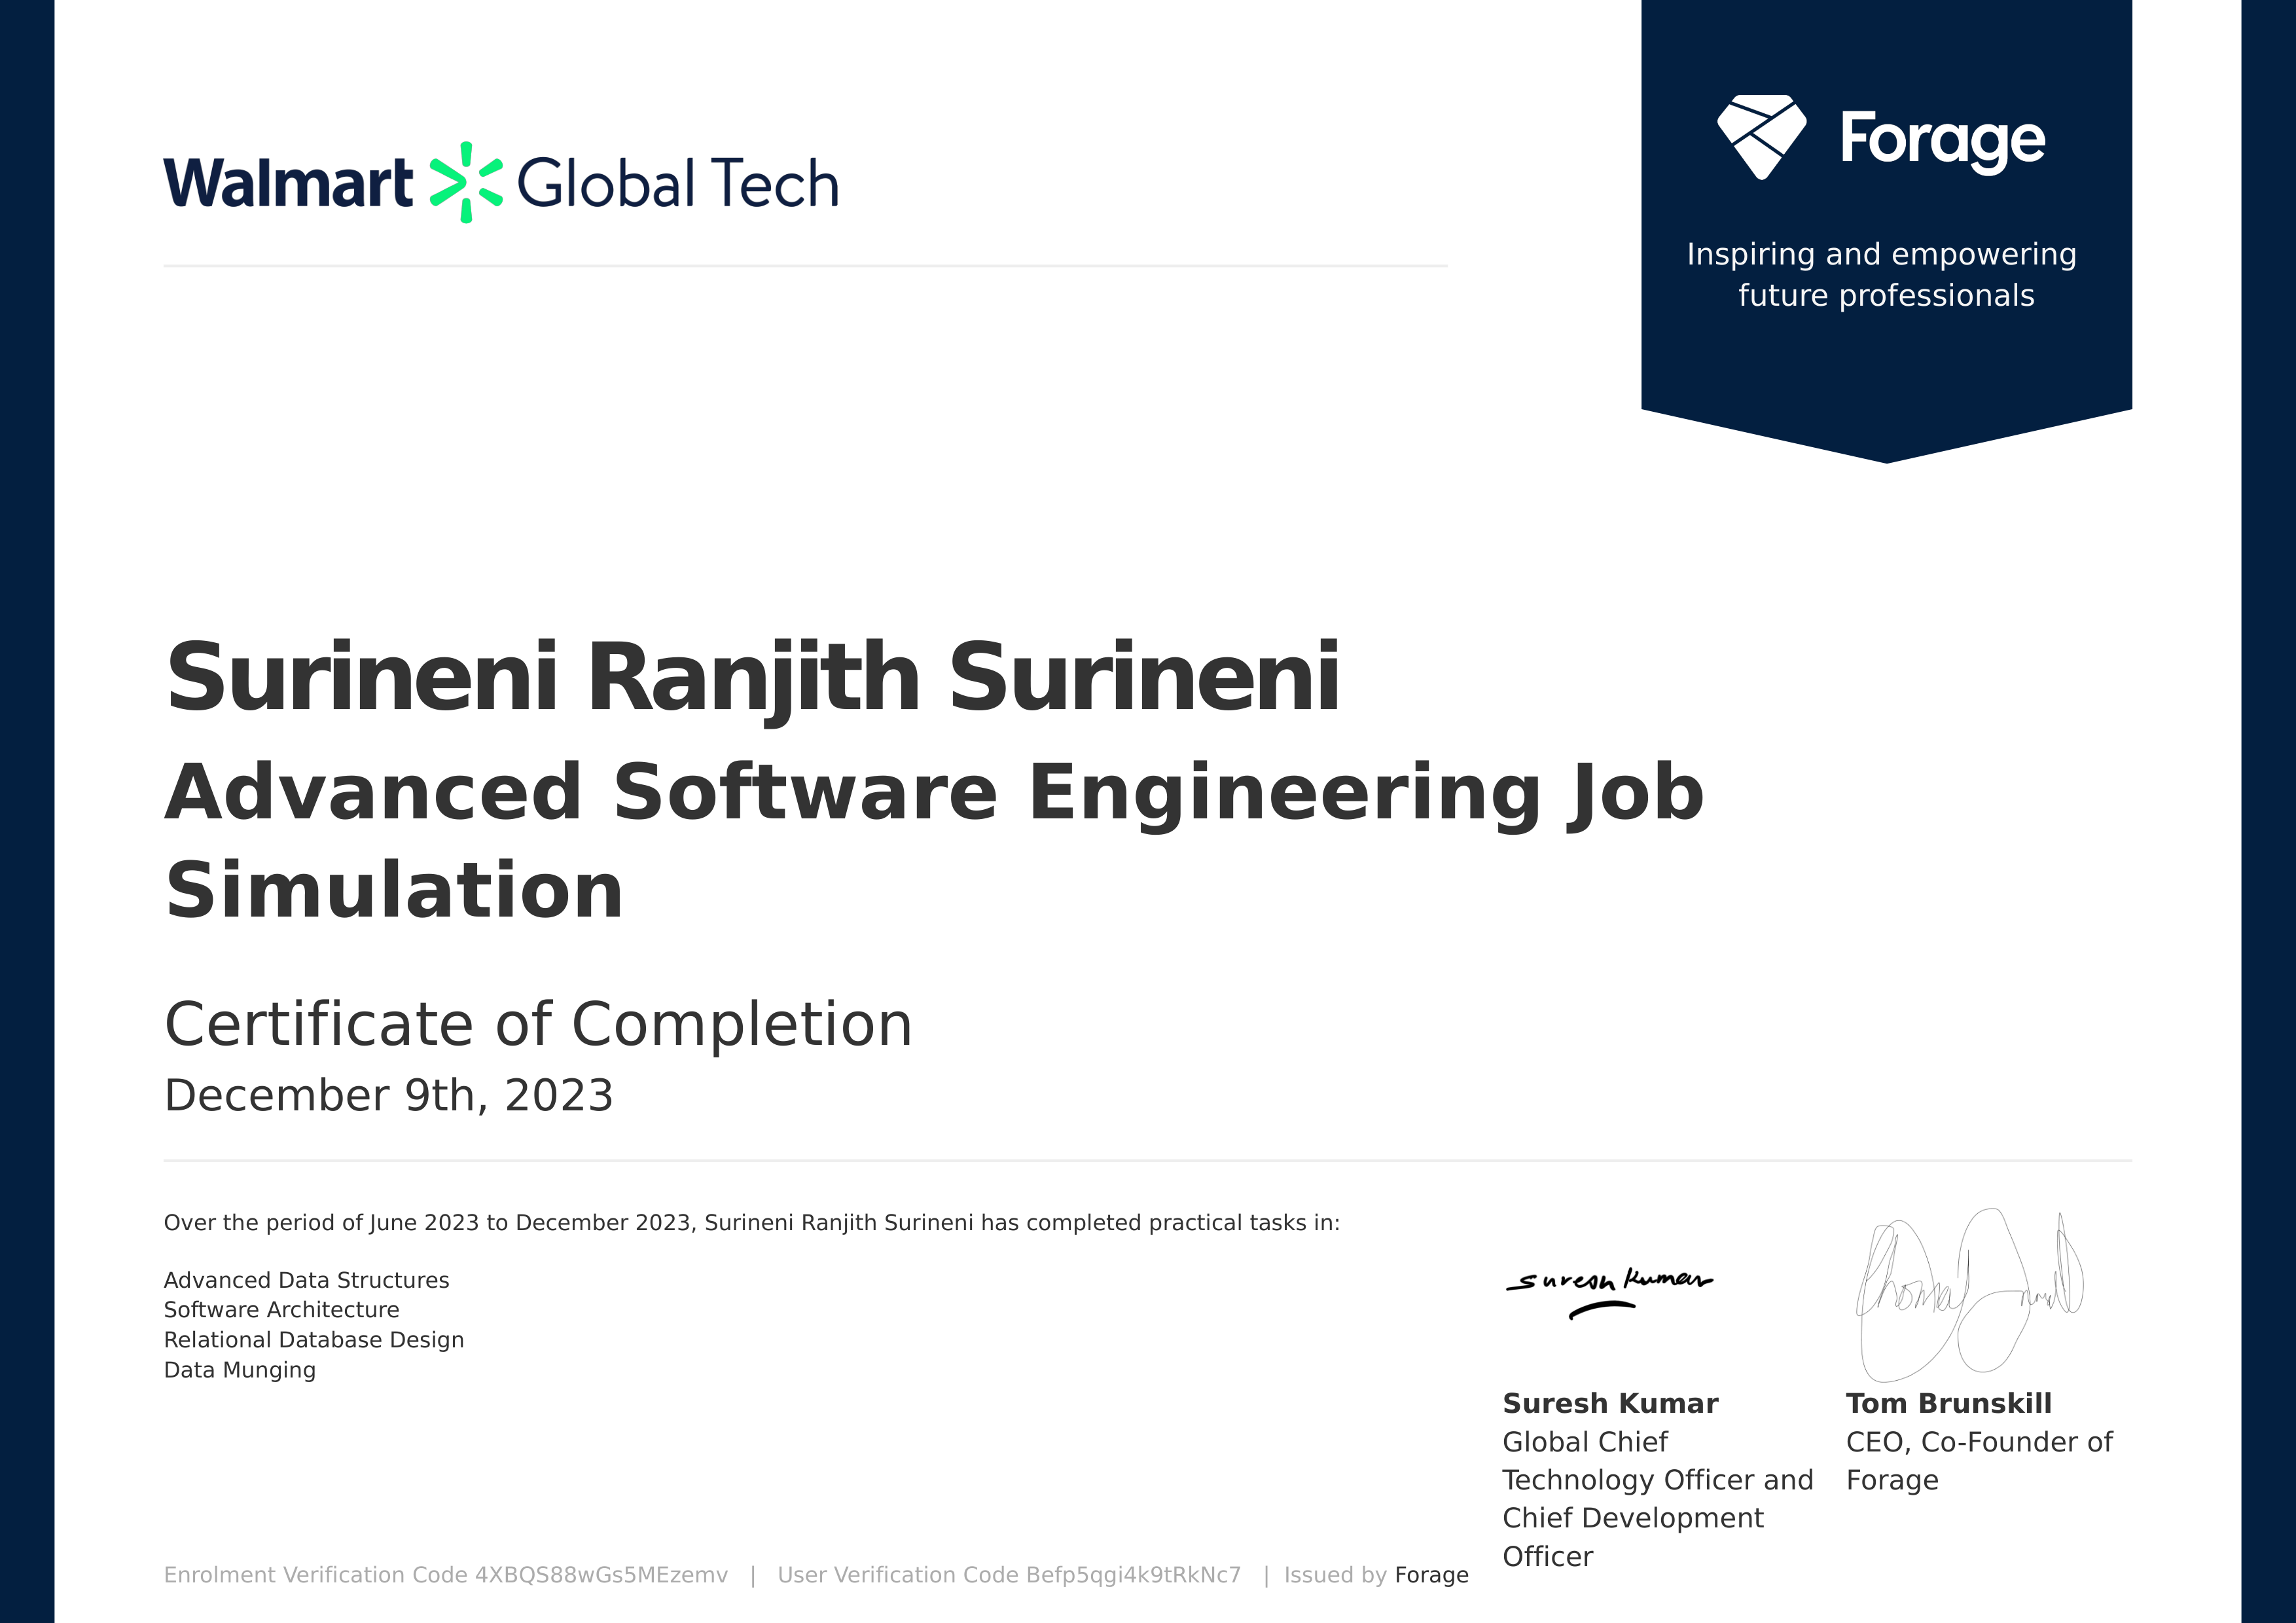 Walmart Global Tech
Forage
Inspiring and empowering
future professionals
Surineni Ranjith Surineni
Advanced Software Engineering Job
Simulation
Certificate of Completion
December 9th, 2023
Over the period of June 2023 to December 2023, Surineni Ranjith Surineni has completed practical tasks in:
Advanced Data Structures
Software Architecture
Relational Database Design
Data Munging
Suresh Kumar
Suresh Kumar
Global Chief
Technology Officer and
Chief Development
Officer
Tom Brunskill
CEO, Co-Founder of
Forage
Enrolment Verification Code 4XBQS88wGs5MEzemv | User Verification Code Befp5qgi4k9tRkNc7 | Issued by Forage